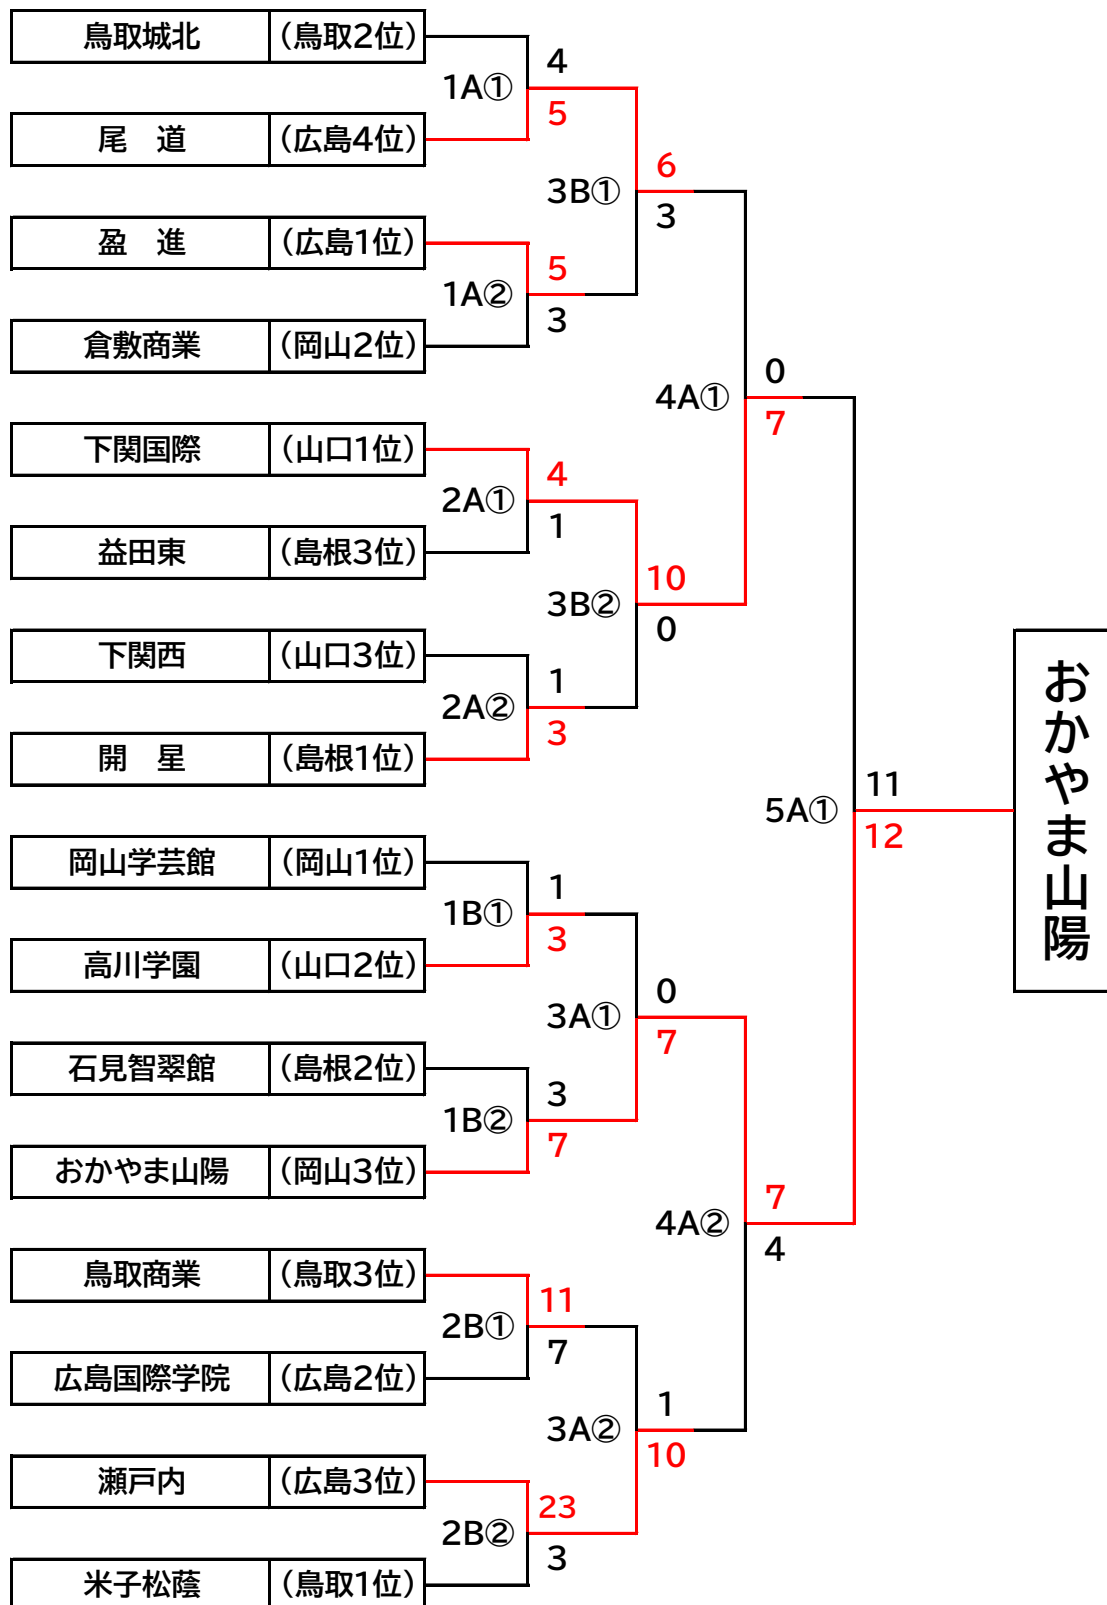 鳥取城北 (鳥取2位)
4
1A①
5
尾　道 (広島4位)
6
3B①
3
盈　進 (広島1位)
5
1A②
3
倉敷商業 (岡山2位)
0
4A①
7
下関国際 (山口1位)
4
2A①
1
益田東 (島根3位)
10
3B②
0
下関西 (山口3位)
1
2A②
3
開　星 (島根1位)
11
5A①
12
おかやま山陽
岡山学芸館 (岡山1位)
1
1B①
3
高川学園 (山口2位)
0
3A①
7
石見智翠館 (島根2位)
3
1B②
7
おかやま山陽 (岡山3位)
7
4A②
4
鳥取商業 (鳥取3位)
11
2B①
7
広島国際学院 (広島2位)
1
3A②
10
瀬戸内 (広島3位)
23
2B②
3
米子松蔭 (鳥取1位)